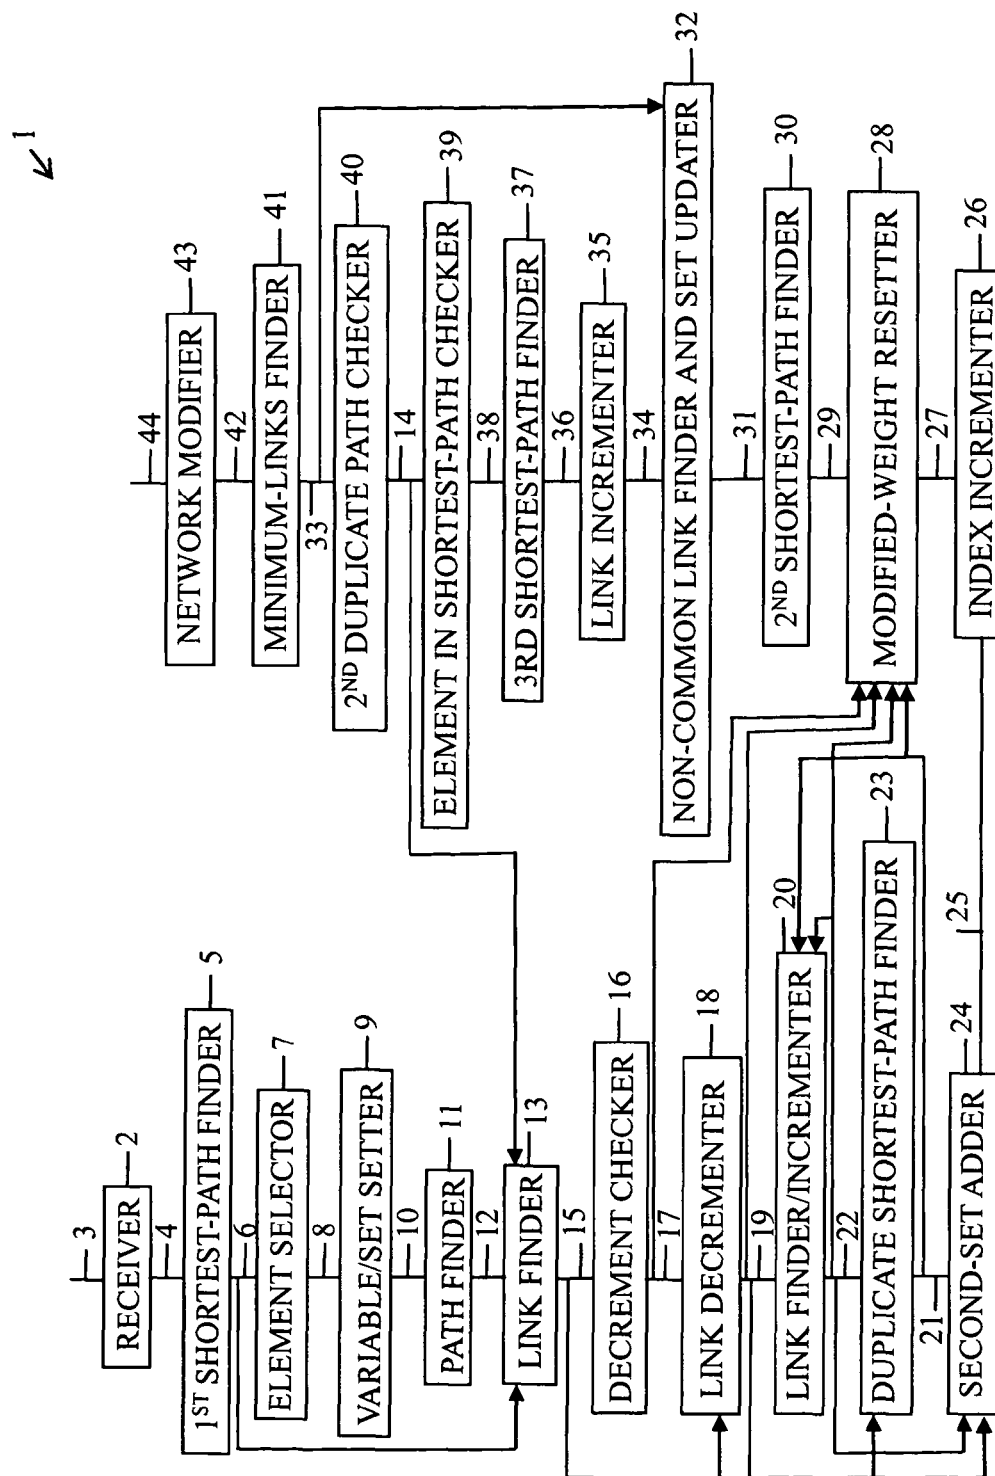 1
3
RECEIVER
2
4
1ST SHORTEST-PATH FINDER
5
6
ELEMENT SELECTOR
7
8
VARIABLE/SET SETTER
9
10
PATH FINDER
11
12
LINK FINDER
13
15
DECREMENT CHECKER
16
17
LINK DECREMENTER
18
19
LINK FINDER/INCREMENTER
20
22
DUPLICATE SHORTEST-PATH FINDER
23
21
SECOND-SET ADDER
24
25
44
NETWORK MODIFIER
43
42
MINIMUM-LINKS FINDER
41
33
2ND DUPLICATE PATH CHECKER
40
14
ELEMENT IN SHORTEST-PATH CHECKER
39
38
3RD SHORTEST-PATH FINDER
37
36
LINK INCREMENTER
35
34
NON-COMMON LINK FINDER AND SET UPDATER
32
31
2ND SHORTEST-PATH FINDER
30
29
MODIFIED-WEIGHT RESETTER
28
27
INDEX INCREMENTER
26